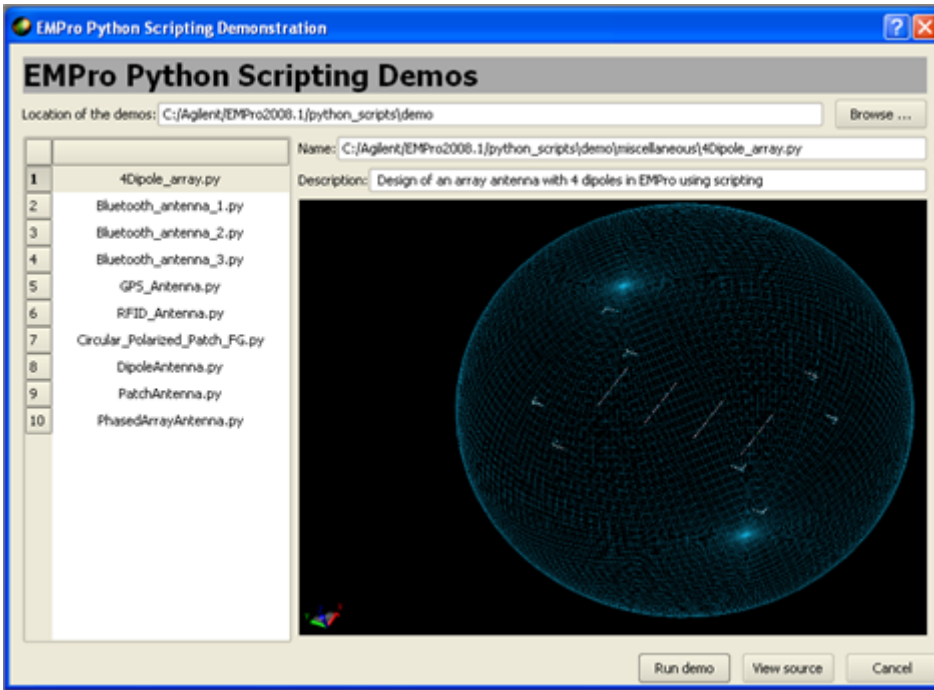 EMPro Python Scripting Demonstration
EMPro Python Scripting Demos
Location of the demos: C:/Agilent/EMPro2008.1/python_scripts\demo Browse ...
Name: C:/Agilent/EMPro2008.1/python_scripts\demo\miscellaneous\4Dipole_array.py
Description: Design of an array antenna with 4 dipoles in EMPro using scripting
1 4Dipole_array.py
2 Bluetooth_antenna_1.py
3 Bluetooth_antenna_2.py
4 Bluetooth_antenna_3.py
5 GPS_Antenna.py
6 RFID_Antenna.py
7 Circular_Polarized_Patch_FG.py
8 DipoleAntenna.py
9 PatchAntenna.py
10 PhasedArrayAntenna.py
Run demo View source Cancel